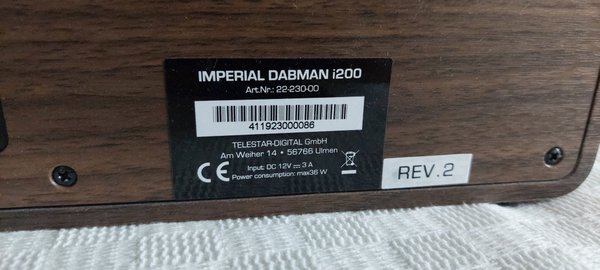 IMPERIAL DABMAN i200
Art.Nr.: 22-230-00
411923000086
TELESTAR-DIGITAL GmbH
Am Weiher 14 • 56766 Ulmen
CE
Input: DC 12V ⎓ 3 A
Power consumption: max36 W
REV.2